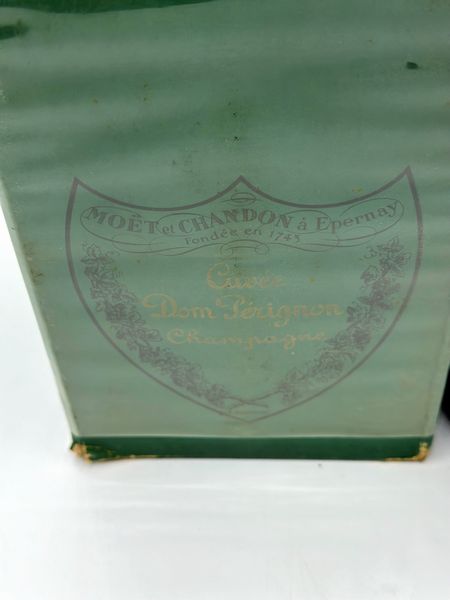 MOËT et CHANDON à Epernay
Fondée en 1743
Cuvée
Dom Pérignon
Champagne